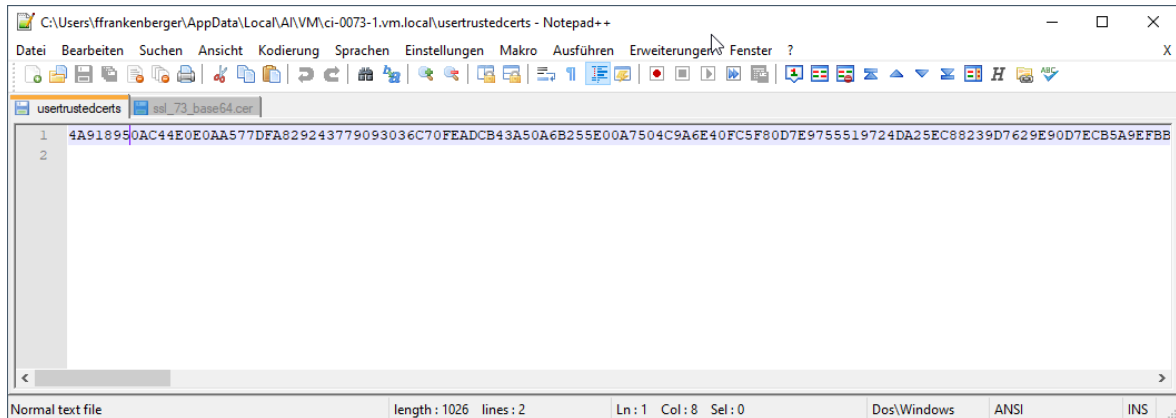 C:\Users\ffrankenberger\AppData\Local\AI\VM\ci-0073-1.vm.local\usertrustedcerts - Notepad++
Datei Bearbeiten Suchen Ansicht Kodierung Sprachen Einstellungen Makro Ausführen Erweiterungen Fenster ? X
usertrustedcerts ssl_73_base64.cer
1 4A918950AC44E0E0AA577DFA829243779093036C70FEADCB43A50A6B255E00A7504C9A6E40FC5F80D7E9755519724DA25EC88239D7629E90D7ECB5A9EFBB
2
Normal text file length : 1026 lines : 2 Ln : 1 Col : 8 Sel : 0 Dos\Windows ANSI INS